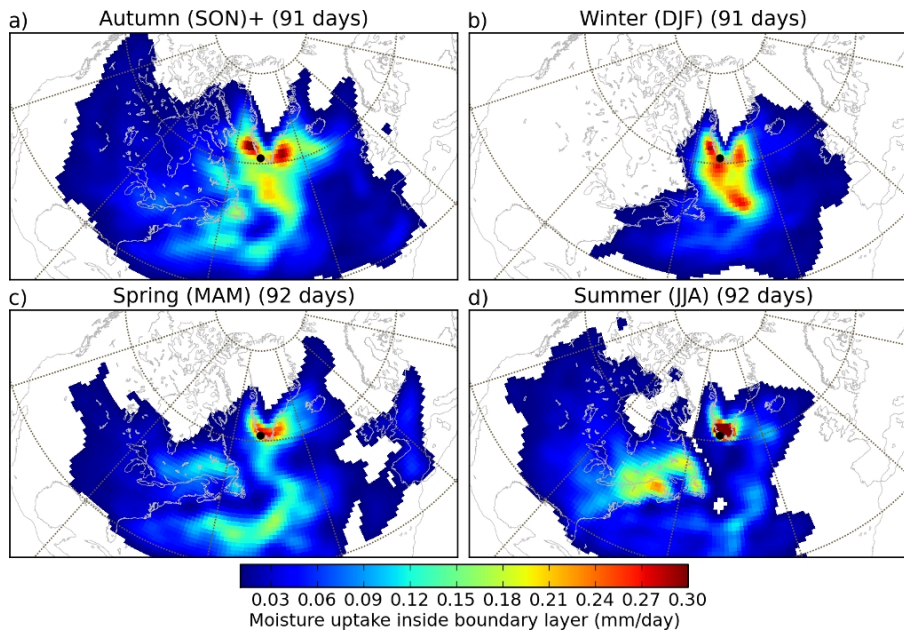 a) Autumn (SON)+ (91 days)
b) Winter (DJF) (91 days)
c) Spring (MAM) (92 days)
d) Summer (JJA) (92 days)
0.03 0.06 0.09 0.12 0.15 0.18 0.21 0.24 0.27 0.30
Moisture uptake inside boundary layer (mm/day)